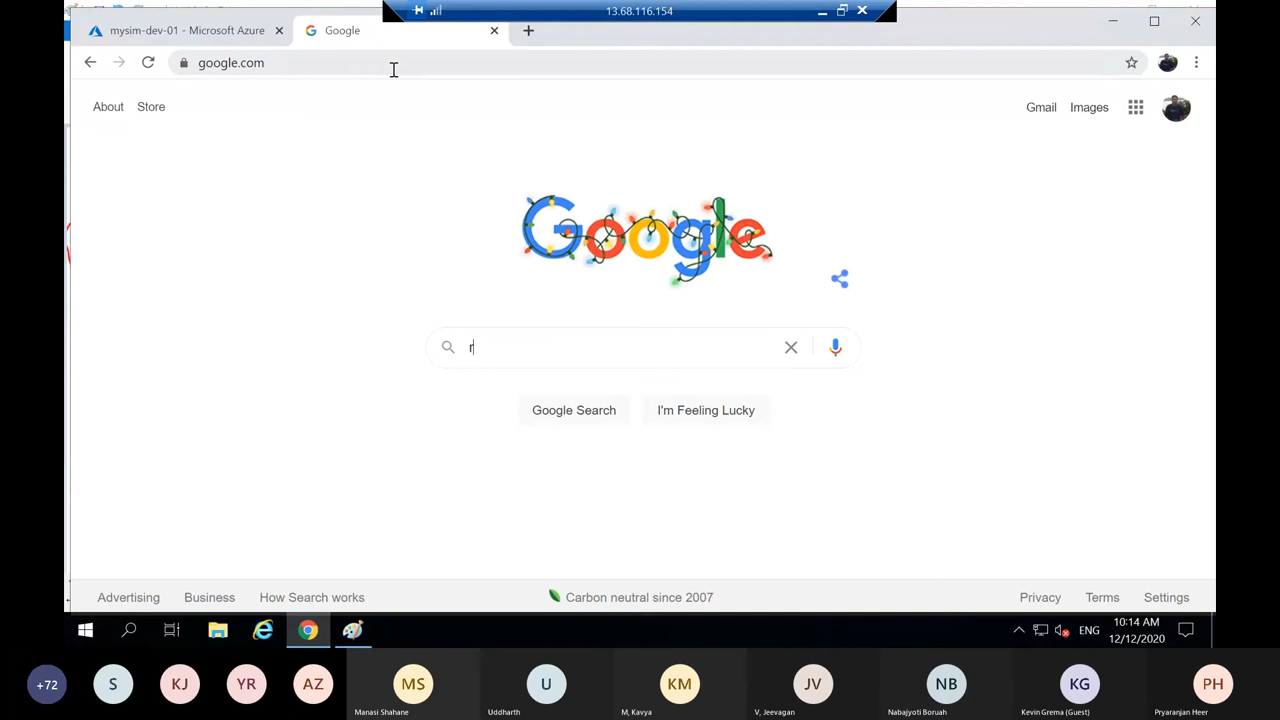 13.68.116.154
mysim-dev-01 - Microsoft Azure
Google
google.com
About Store
Gmail Images
Google
r
Google Search I'm Feeling Lucky
Advertising Business How Search works
Carbon neutral since 2007
Privacy Terms Settings
ENG
10:14 AM
12/12/2020
+72 S KJ YR AZ MS U KM JV NB KG PH
Manasi Shahane Uddharth M, Kavya V, Jeevagan Nabajyoti Boruah Kevin Grema (Guest) Pryaranjan Heer